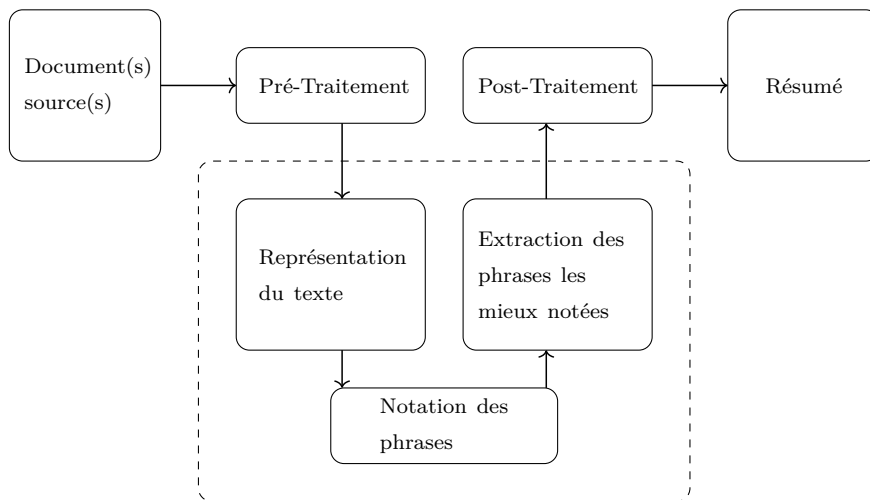 Document(s)
source(s)
Pré-Traitement
Représentation
du texte
Notation des
phrases
Extraction des
phrases les
mieux notées
Post-Traitement
Résumé